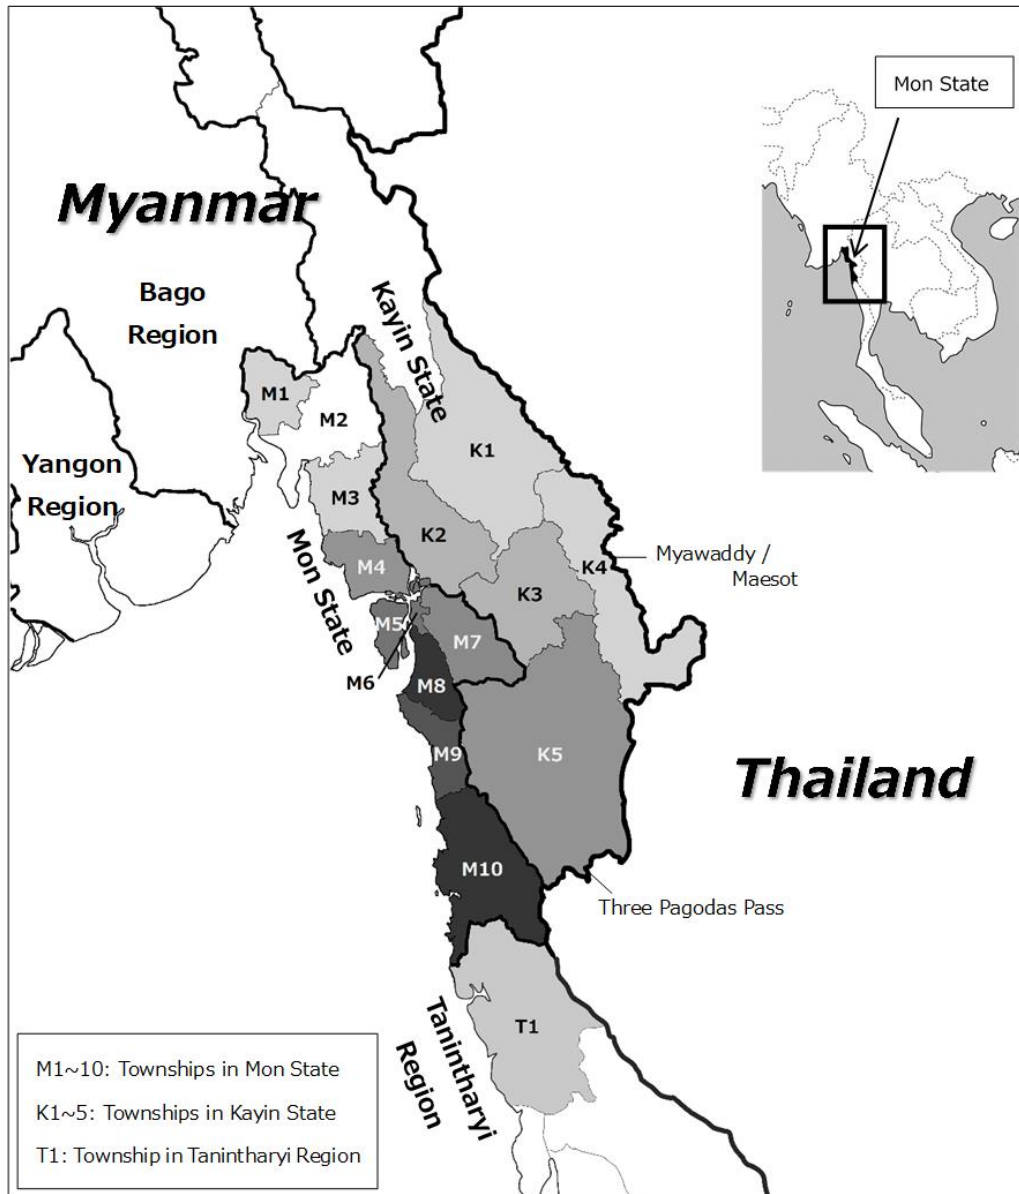 Mon State
Myanmar
Bago
Region
Kayin State
M1
M2
K1
Yangon
Region
M3
K2
Mon State
M4
K4
Myawaddy /
Maesot
K3
M5
M7
M6
M8
M9
K5
Thailand
M10
Three Pagodas Pass
Tanintharyi
Region
T1
M1~10: Townships in Mon State
K1~5: Townships in Kayin State
T1: Township in Tanintharyi Region